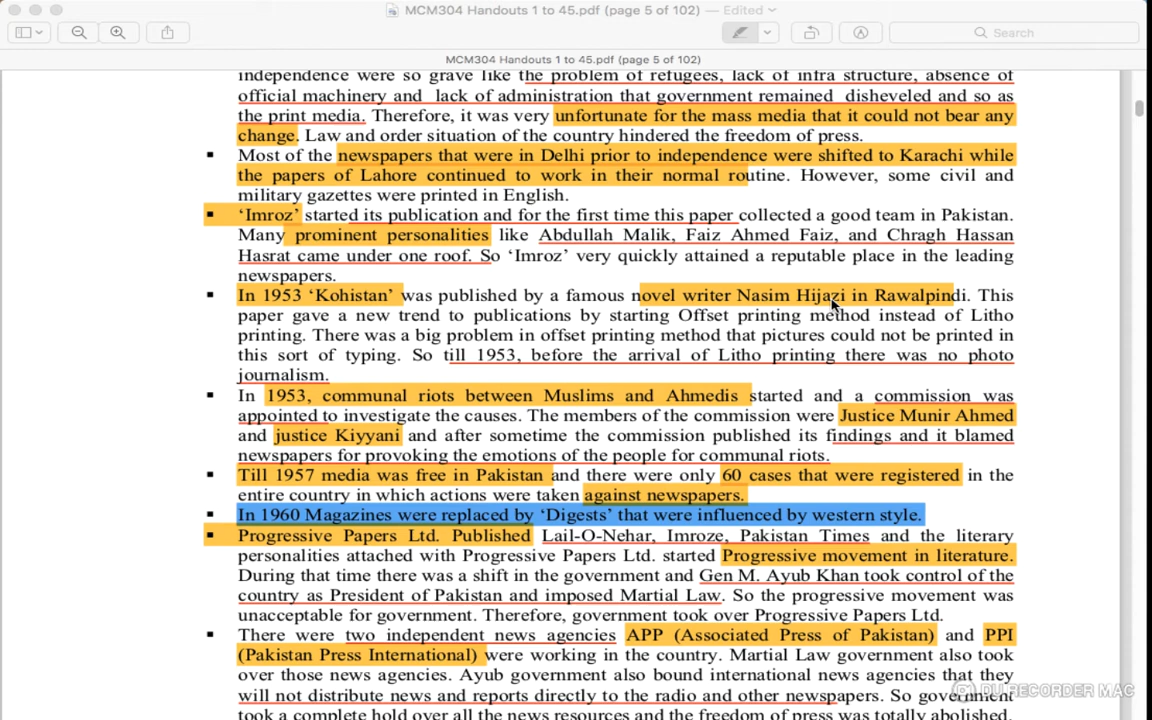 MCM304 Handouts 1 to 45.pdf (page 5 of 102) — Edited
Search
MCM304 Handouts 1 to 45.pdf (page 5 of 102)
independence were so grave like the problem of refugees, lack of infra structure, absence of
official machinery and lack of administration that government remained disheveled and so as
the print media. Therefore, it was very unfortunate for the mass media that it could not bear any
change. Law and order situation of the country hindered the freedom of press.
▪ Most of the newspapers that were in Delhi prior to independence were shifted to Karachi while
the papers of Lahore continued to work in their normal routine. However, some civil and
military gazettes were printed in English.
▪ ‘Imroz’ started its publication and for the first time this paper collected a good team in Pakistan.
Many prominent personalities like Abdullah Malik, Faiz Ahmed Faiz, and Chragh Hassan
Hasrat came under one roof. So ‘Imroz’ very quickly attained a reputable place in the leading
newspapers.
▪ In 1953 ‘Kohistan’ was published by a famous novel writer Nasim Hijazi in Rawalpindi. This
paper gave a new trend to publications by starting Offset printing method instead of Litho
printing. There was a big problem in offset printing method that pictures could not be printed in
this sort of typing. So till 1953, before the arrival of Litho printing there was no photo
journalism.
▪ In 1953, communal riots between Muslims and Ahmedis started and a commission was
appointed to investigate the causes. The members of the commission were Justice Munir Ahmed
and justice Kiyyani and after sometime the commission published its findings and it blamed
newspapers for provoking the emotions of the people for communal riots.
▪ Till 1957 media was free in Pakistan and there were only 60 cases that were registered in the
entire country in which actions were taken against newspapers.
▪ In 1960 Magazines were replaced by ‘Digests’ that were influenced by western style.
▪ Progressive Papers Ltd. Published Lail-O-Nehar, Imroze, Pakistan Times and the literary
personalities attached with Progressive Papers Ltd. started Progressive movement in literature.
During that time there was a shift in the government and Gen M. Ayub Khan took control of the
country as President of Pakistan and imposed Martial Law. So the progressive movement was
unacceptable for government. Therefore, government took over Progressive Papers Ltd.
▪ There were two independent news agencies APP (Associated Press of Pakistan) and PPI
(Pakistan Press International) were working in the country. Martial Law government also took
over those news agencies. Ayub government also bound international news agencies that they
will not distribute news and reports directly to the radio and other newspapers. So government
took a complete hold over all the news resources and the freedom of press was totally abolished.
DU RECORDER MAC